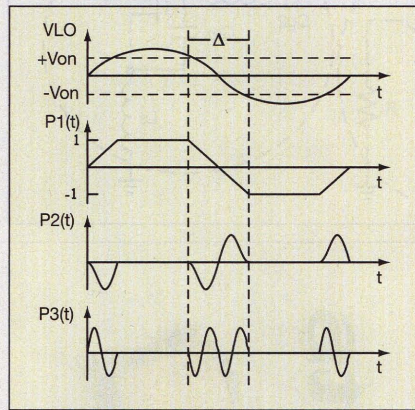 VLO
Δ
+Von
-Von
t
P1(t)
1
-1
t
P2(t)
t
P3(t)
t